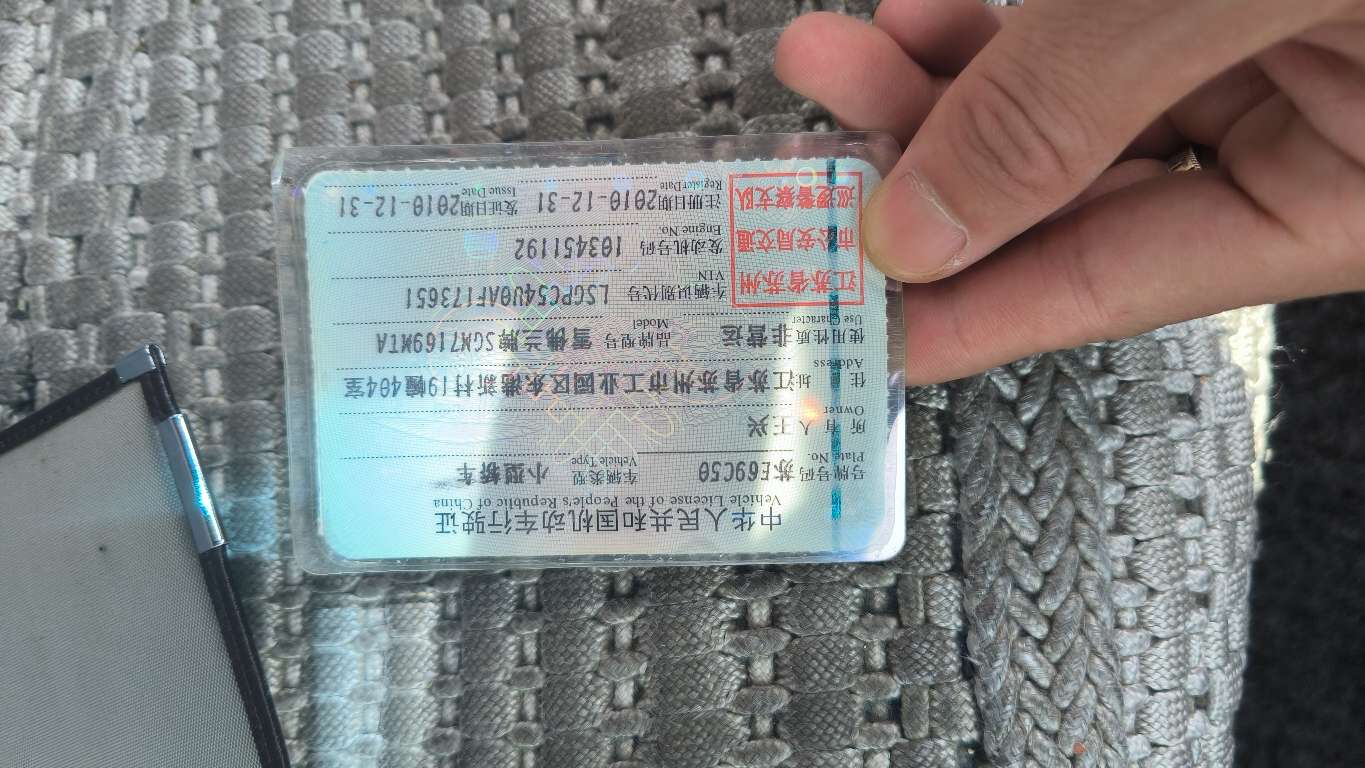 中华人民共和国机动车行驶证
Vehicle License of the People's Republic of China
号牌号码 苏E69C50 车辆类型 小型轿车
Plate No. Vehicle Type
所有人 王兴
Owner
住址 江苏省苏州市工业园区东港新村19幢404室
Address
使用性质 非营运 品牌型号 雪佛兰牌SGM7169MTA
Use Character Model
江苏省苏州
市公安局交通
巡逻警察支队
车辆识别代号 LSGPC54U0AF173651
VIN
发动机号码 103451192
Engine No.
注册日期 2010-12-31 发证日期 2010-12-31
Register Date Issue Date